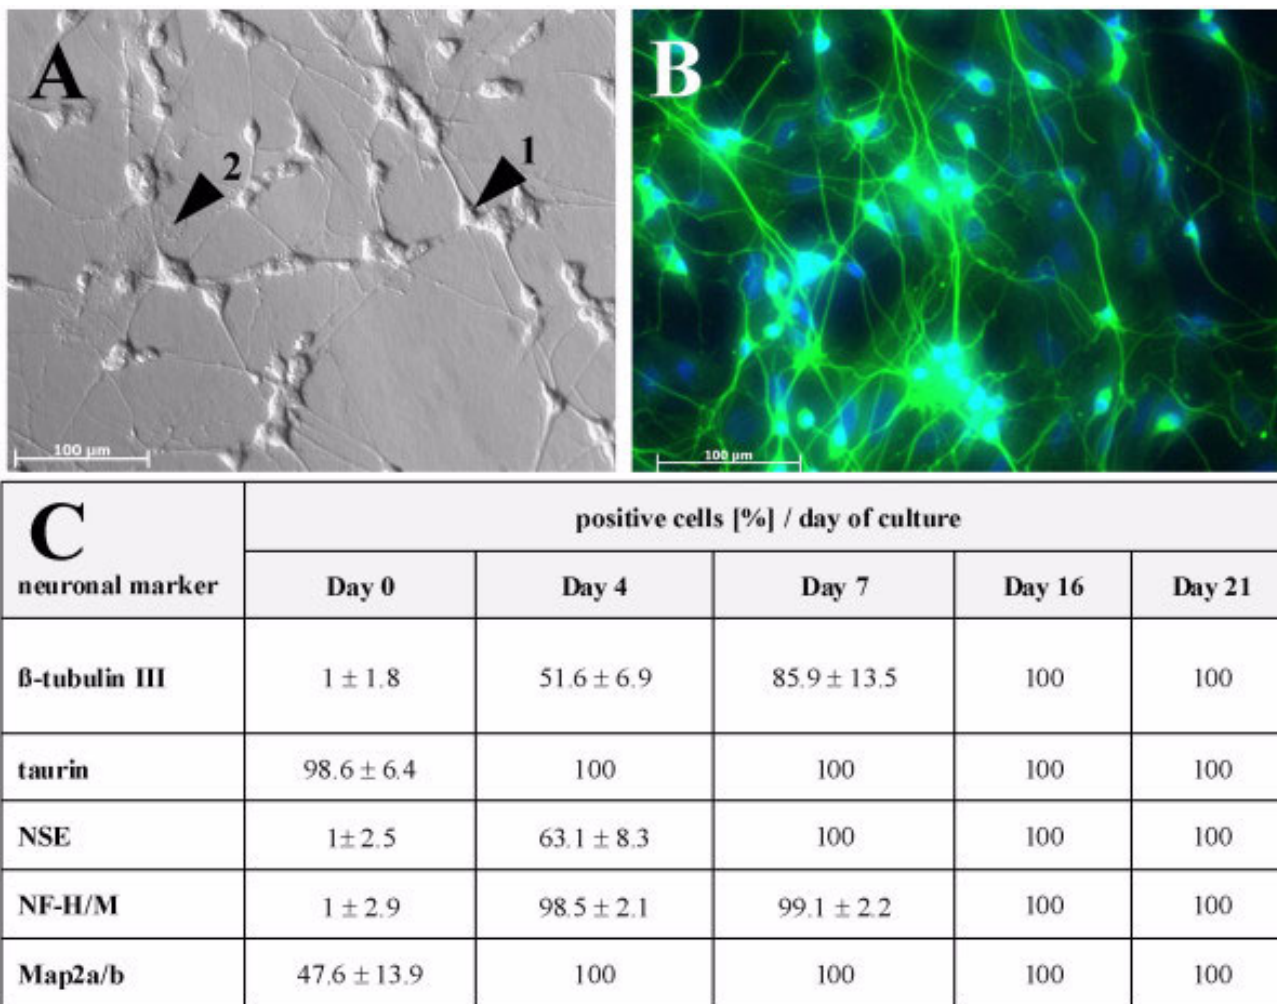 A
2
1
100 µm
B
100 µm
C
positive cells [%] / day of culture
neuronal marker Day 0 Day 4 Day 7 Day 16 Day 21
ß-tubulin III 1 ± 1.8 51.6 ± 6.9 85.9 ± 13.5 100 100
taurin 98.6 ± 6.4 100 100 100 100
NSE 1± 2.5 63.1 ± 8.3 100 100 100
NF-H/M 1 ± 2.9 98.5 ± 2.1 99.1 ± 2.2 100 100
Map2a/b 47.6 ± 13.9 100 100 100 100